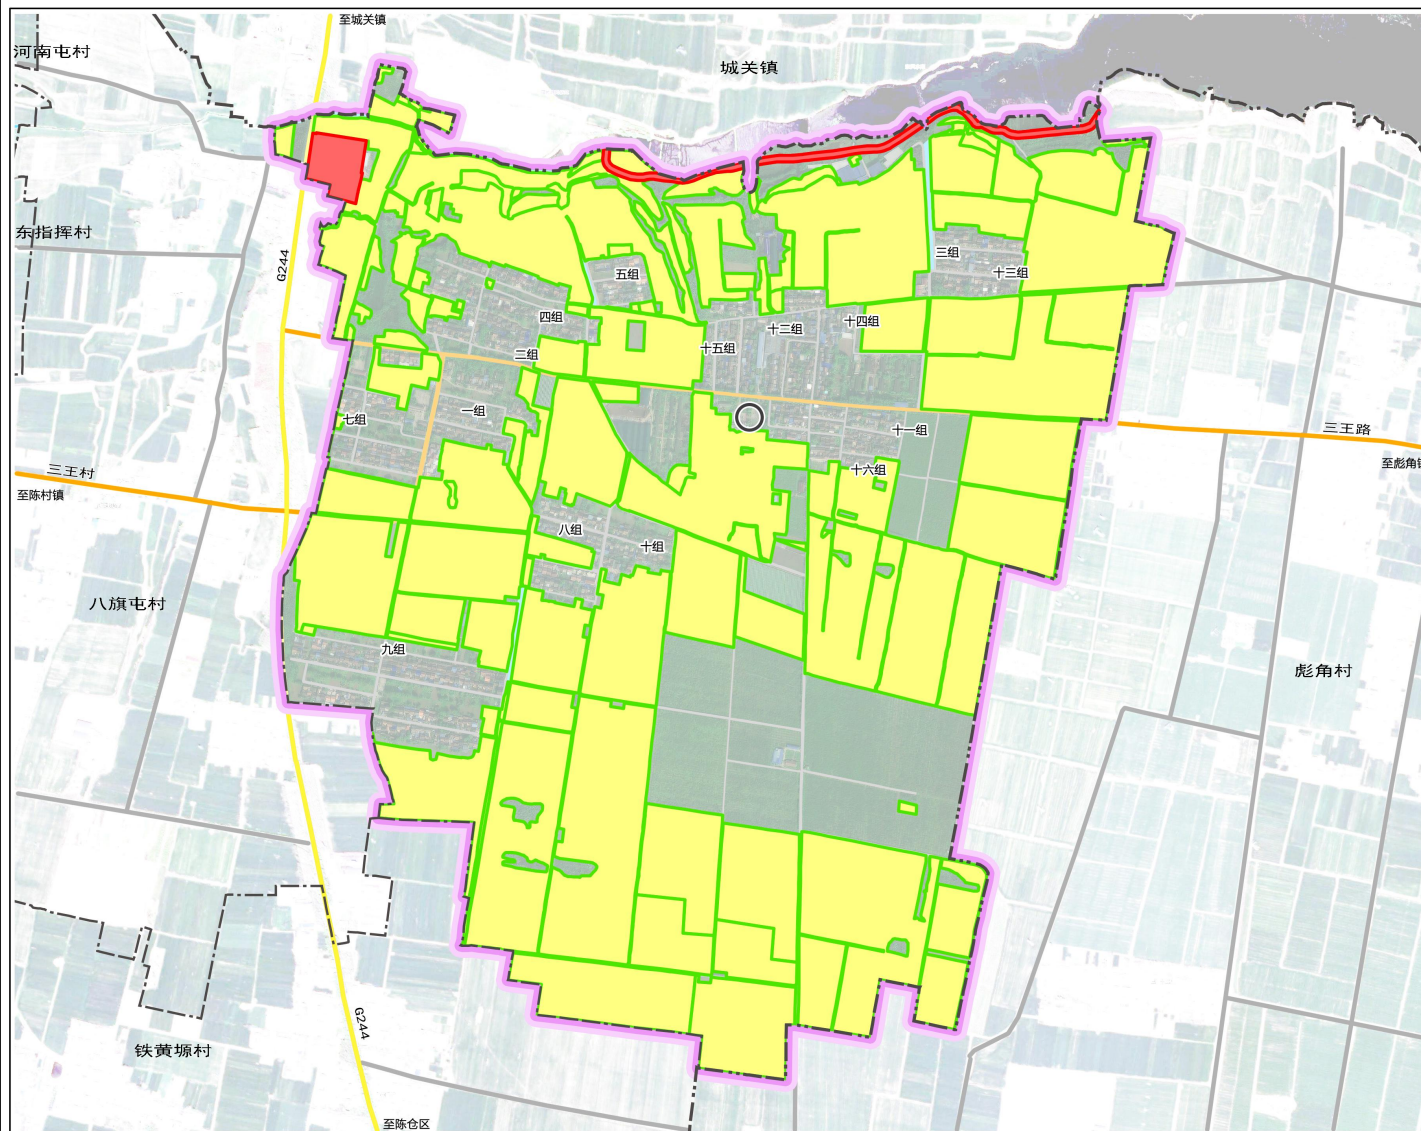 至城关镇
河南屯村
城关镇
东指挥村
G244
三组
十三组
五组
四组
十三组
十四组
十五组
二组
一组
七组
十一组
三王路
至彪角镇
十六组
三王村
至陈村镇
八组
十组
八旗屯村
九组
彪角村
G244
铁黄塬村
至陈仓区